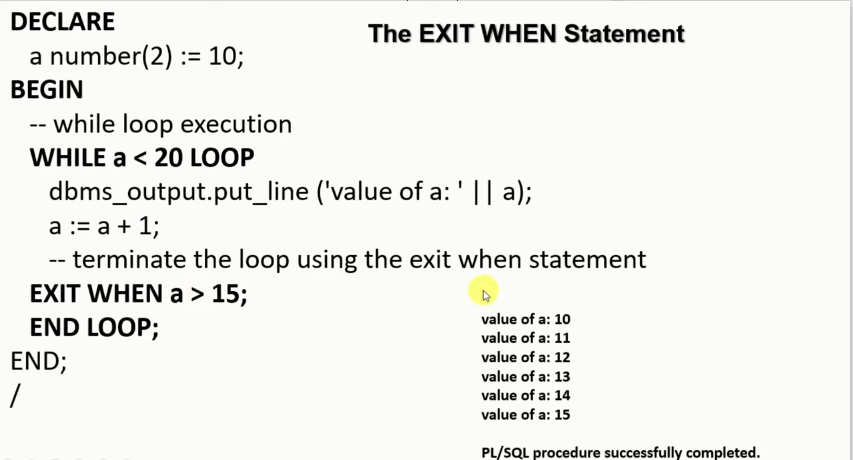 The EXIT WHEN Statement
DECLARE
a number(2) := 10;
BEGIN
-- while loop execution
WHILE a < 20 LOOP
dbms_output.put_line ('value of a: ' || a);
a := a + 1;
-- terminate the loop using the exit when statement
EXIT WHEN a > 15;
END LOOP;
END;
/
value of a: 10
value of a: 11
value of a: 12
value of a: 13
value of a: 14
value of a: 15
PL/SQL procedure successfully completed.